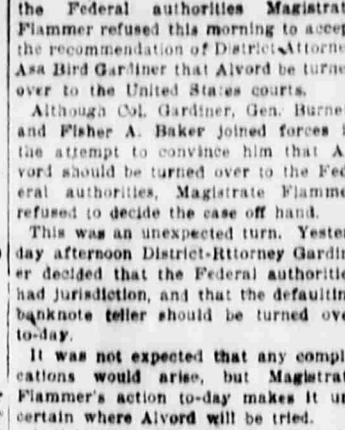 the Federal authorities Magistrat
Flammer refused this morning to accep
the recommendation of District-Attorne
Asa Bird Gardiner that Alvord be turne
over to the United States courts.
Although Col. Gardiner, Gen. Burne
and Fisher A. Baker joined forces i
the attempt to convince him that A
vord should be turned over to the Fed
eral authorities, Magistrate Flamme
refused to decide the case off hand.
This was an unexpected turn. Yester
day afternoon District-Rttorney Gardin
er decided that the Federal authoritie
had jurisdiction, and that the defaultin
banknote teller should be turned ove
to-day.
It was not expected that any compli
cations would arise, but Magistrat
Flammer's action to-day makes it un
certain where Alvord will be tried.